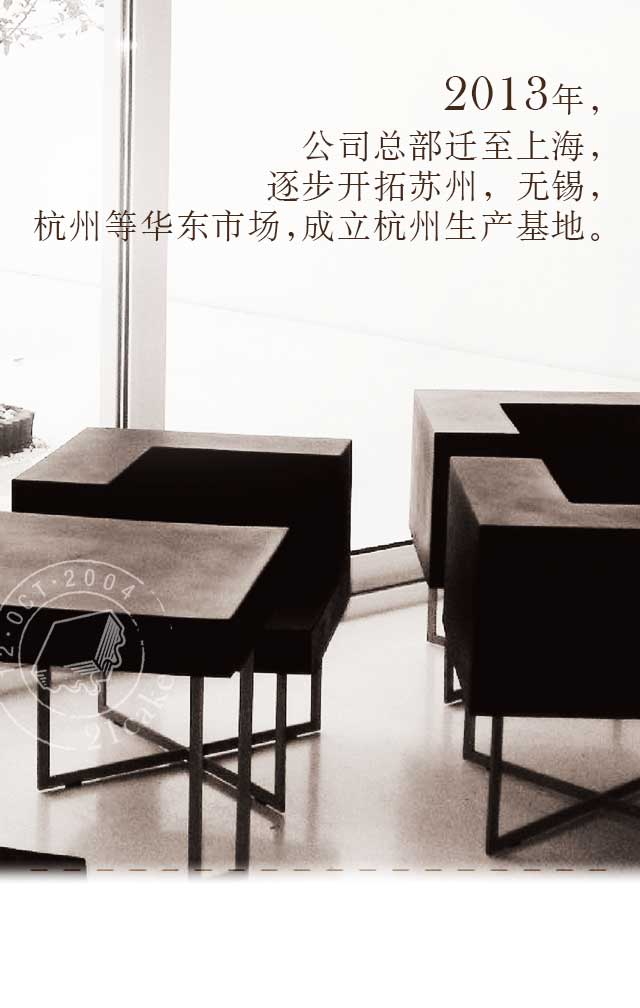 2013年，
公司总部迁至上海，
逐步开拓苏州，无锡，
杭州等华东市场,成立杭州生产基地。
2·OCT·2004
21cake